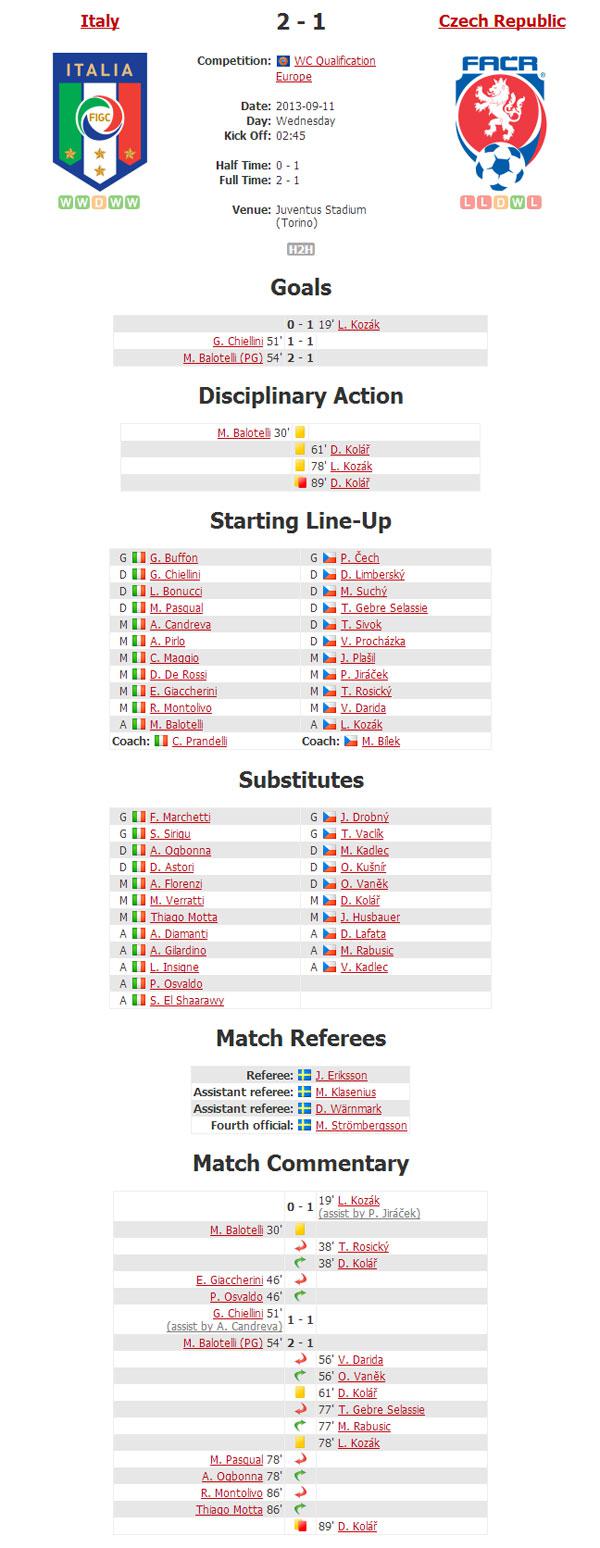 Italy 2 - 1 Czech Republic
ITALIA
FIGC
FAČR
®
Competition: WC Qualification
Europe
Date: 2013-09-11
Day: Wednesday
Kick Off: 02:45
Half Time: 0 - 1
Full Time: 2 - 1
Venue: Juventus Stadium
(Torino)
W W D W W
L L D W L
H2H
Goals
0 - 1 19' L. Kozák
G. Chiellini 51' 1 - 1
M. Balotelli (PG) 54' 2 - 1
Disciplinary Action
M. Balotelli 30'
61' D. Kolář
78' L. Kozák
89' D. Kolář
Starting Line-Up
G G. Buffon G P. Čech
D G. Chiellini D D. Limberský
D L. Bonucci D M. Suchý
D M. Pasqual D T. Gebre Selassie
M A. Candreva D T. Sivok
M A. Pirlo D V. Procházka
M C. Maggio M J. Plašil
M D. De Rossi M P. Jiráček
M E. Giaccherini M T. Rosický
M R. Montolivo M V. Darida
A M. Balotelli A L. Kozák
Coach: C. Prandelli Coach: M. Bílek
Substitutes
G F. Marchetti G J. Drobný
G S. Sirigu G T. Vaclík
D A. Ogbonna D M. Kadlec
D D. Astori D O. Kušnír
M A. Florenzi D O. Vaněk
M M. Verratti M D. Kolář
M Thiago Motta M J. Husbauer
A A. Diamanti A D. Lafata
A A. Gilardino A M. Rabusic
A L. Insigne A V. Kadlec
A P. Osvaldo
A S. El Shaarawy
Match Referees
Referee: J. Eriksson
Assistant referee: M. Klasenius
Assistant referee: D. Wärnmark
Fourth official: M. Strömbergsson
Match Commentary
0 - 1 19' L. Kozák
(assist by P. Jiráček)
M. Balotelli 30'
38' T. Rosický
38' D. Kolář
E. Giaccherini 46'
P. Osvaldo 46'
G. Chiellini 51' 1 - 1
(assist by A. Candreva)
M. Balotelli (PG) 54' 2 - 1
56' V. Darida
56' O. Vaněk
61' D. Kolář
77' T. Gebre Selassie
77' M. Rabusic
78' L. Kozák
M. Pasqual 78'
A. Ogbonna 78'
R. Montolivo 86'
Thiago Motta 86'
89' D. Kolář